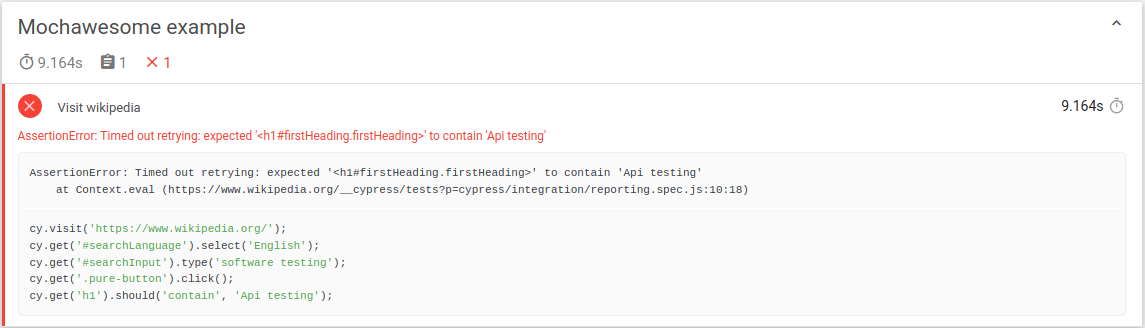 Mochawesome example
9.164s 1 1
Visit wikipedia 9.164s
AssertionError: Timed out retrying: expected '<h1#firstHeading.firstHeading>' to contain 'Api testing'
AssertionError: Timed out retrying: expected '<h1#firstHeading.firstHeading>' to contain 'Api testing'
at Context.eval (https://www.wikipedia.org/__cypress/tests?p=cypress/integration/reporting.spec.js:10:18)
cy.visit('https://www.wikipedia.org/');
cy.get('#searchLanguage').select('English');
cy.get('#searchInput').type('software testing');
cy.get('.pure-button').click();
cy.get('h1').should('contain', 'Api testing');